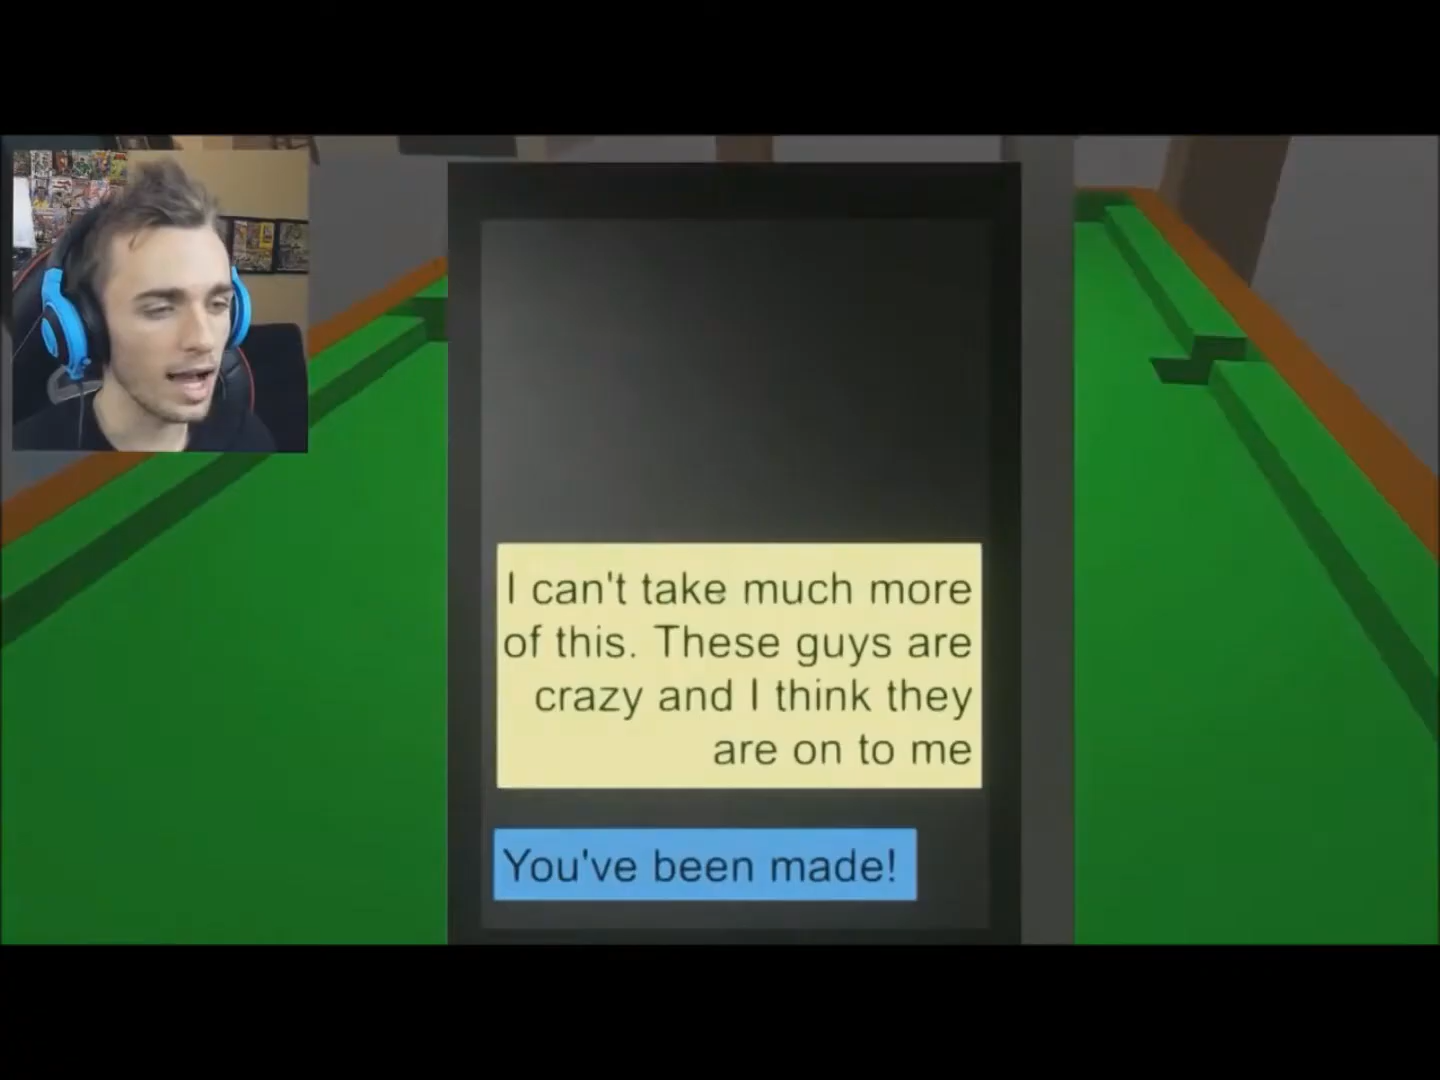 I can't take much more
of this. These guys are
crazy and I think they
are on to me
You've been made!